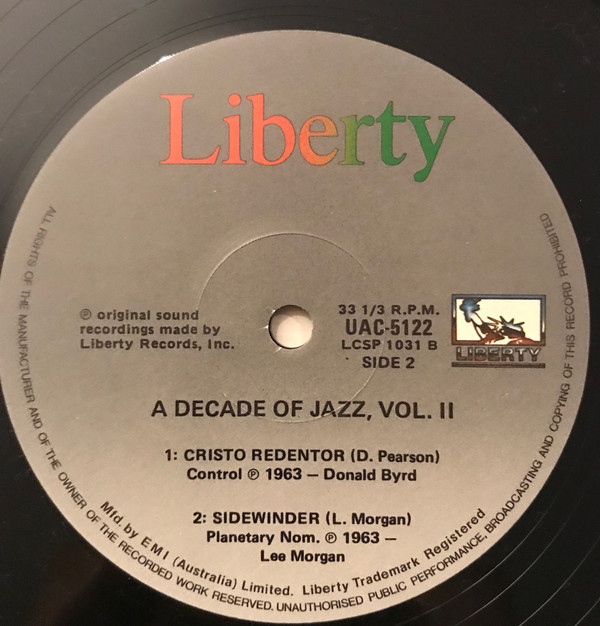 Liberty
℗ original sound
recordings made by
Liberty Records, Inc.
33 1/3 R.P.M.
UAC-5122
LCSP 1031 B
SIDE 2
LIBERTY
A DECADE OF JAZZ, VOL. II
1: CRISTO REDENTOR (D. Pearson)
Control ℗ 1963 – Donald Byrd
2: SIDEWINDER (L. Morgan)
Planetary Nom. ℗ 1963 –
Lee Morgan
Mfd. by EMI (Australia) Limited. Liberty Trademark Registered
ALL RIGHTS OF THE MANUFACTURER AND OF THE OWNER OF THE RECORDED WORK RESERVED. UNAUTHORISED PUBLIC PERFORMANCE, BROADCASTING AND COPYING OF THIS RECORD PROHIBITED